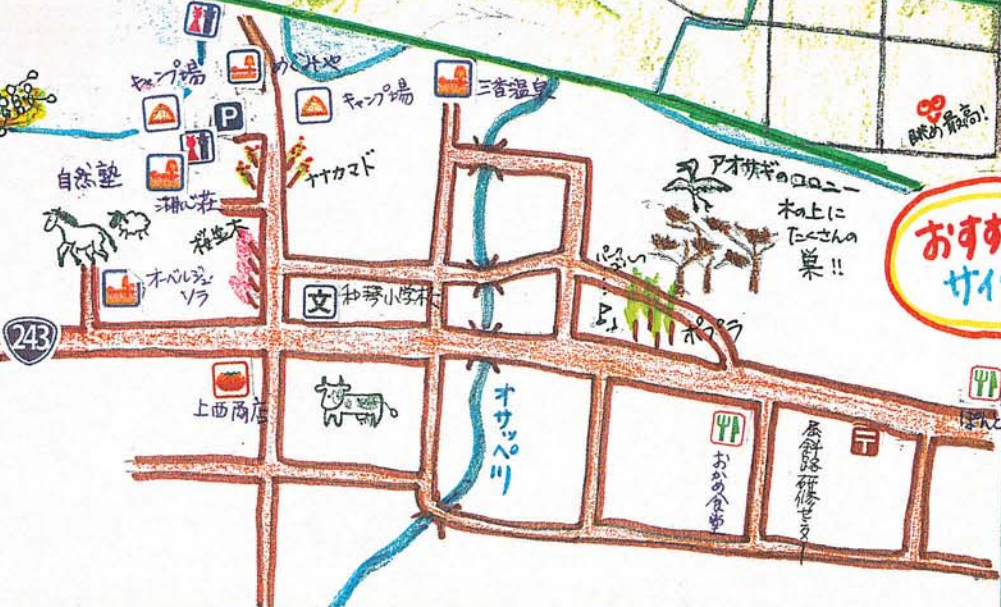 キャンプ場
P
キャンプ場
三香温泉
眺め最高!
自然塾
湖心荘
ナナカマド
桜並木
アオサギのコロニー
木の上に
たくさんの
巣!!
おすす
サイ
オーベルジュ
ソラ
文
和琴小学校
ポプラ
243
上西商店
オサッペ川
おかめ食堂
屈斜路研修センター
〒
ぽんと